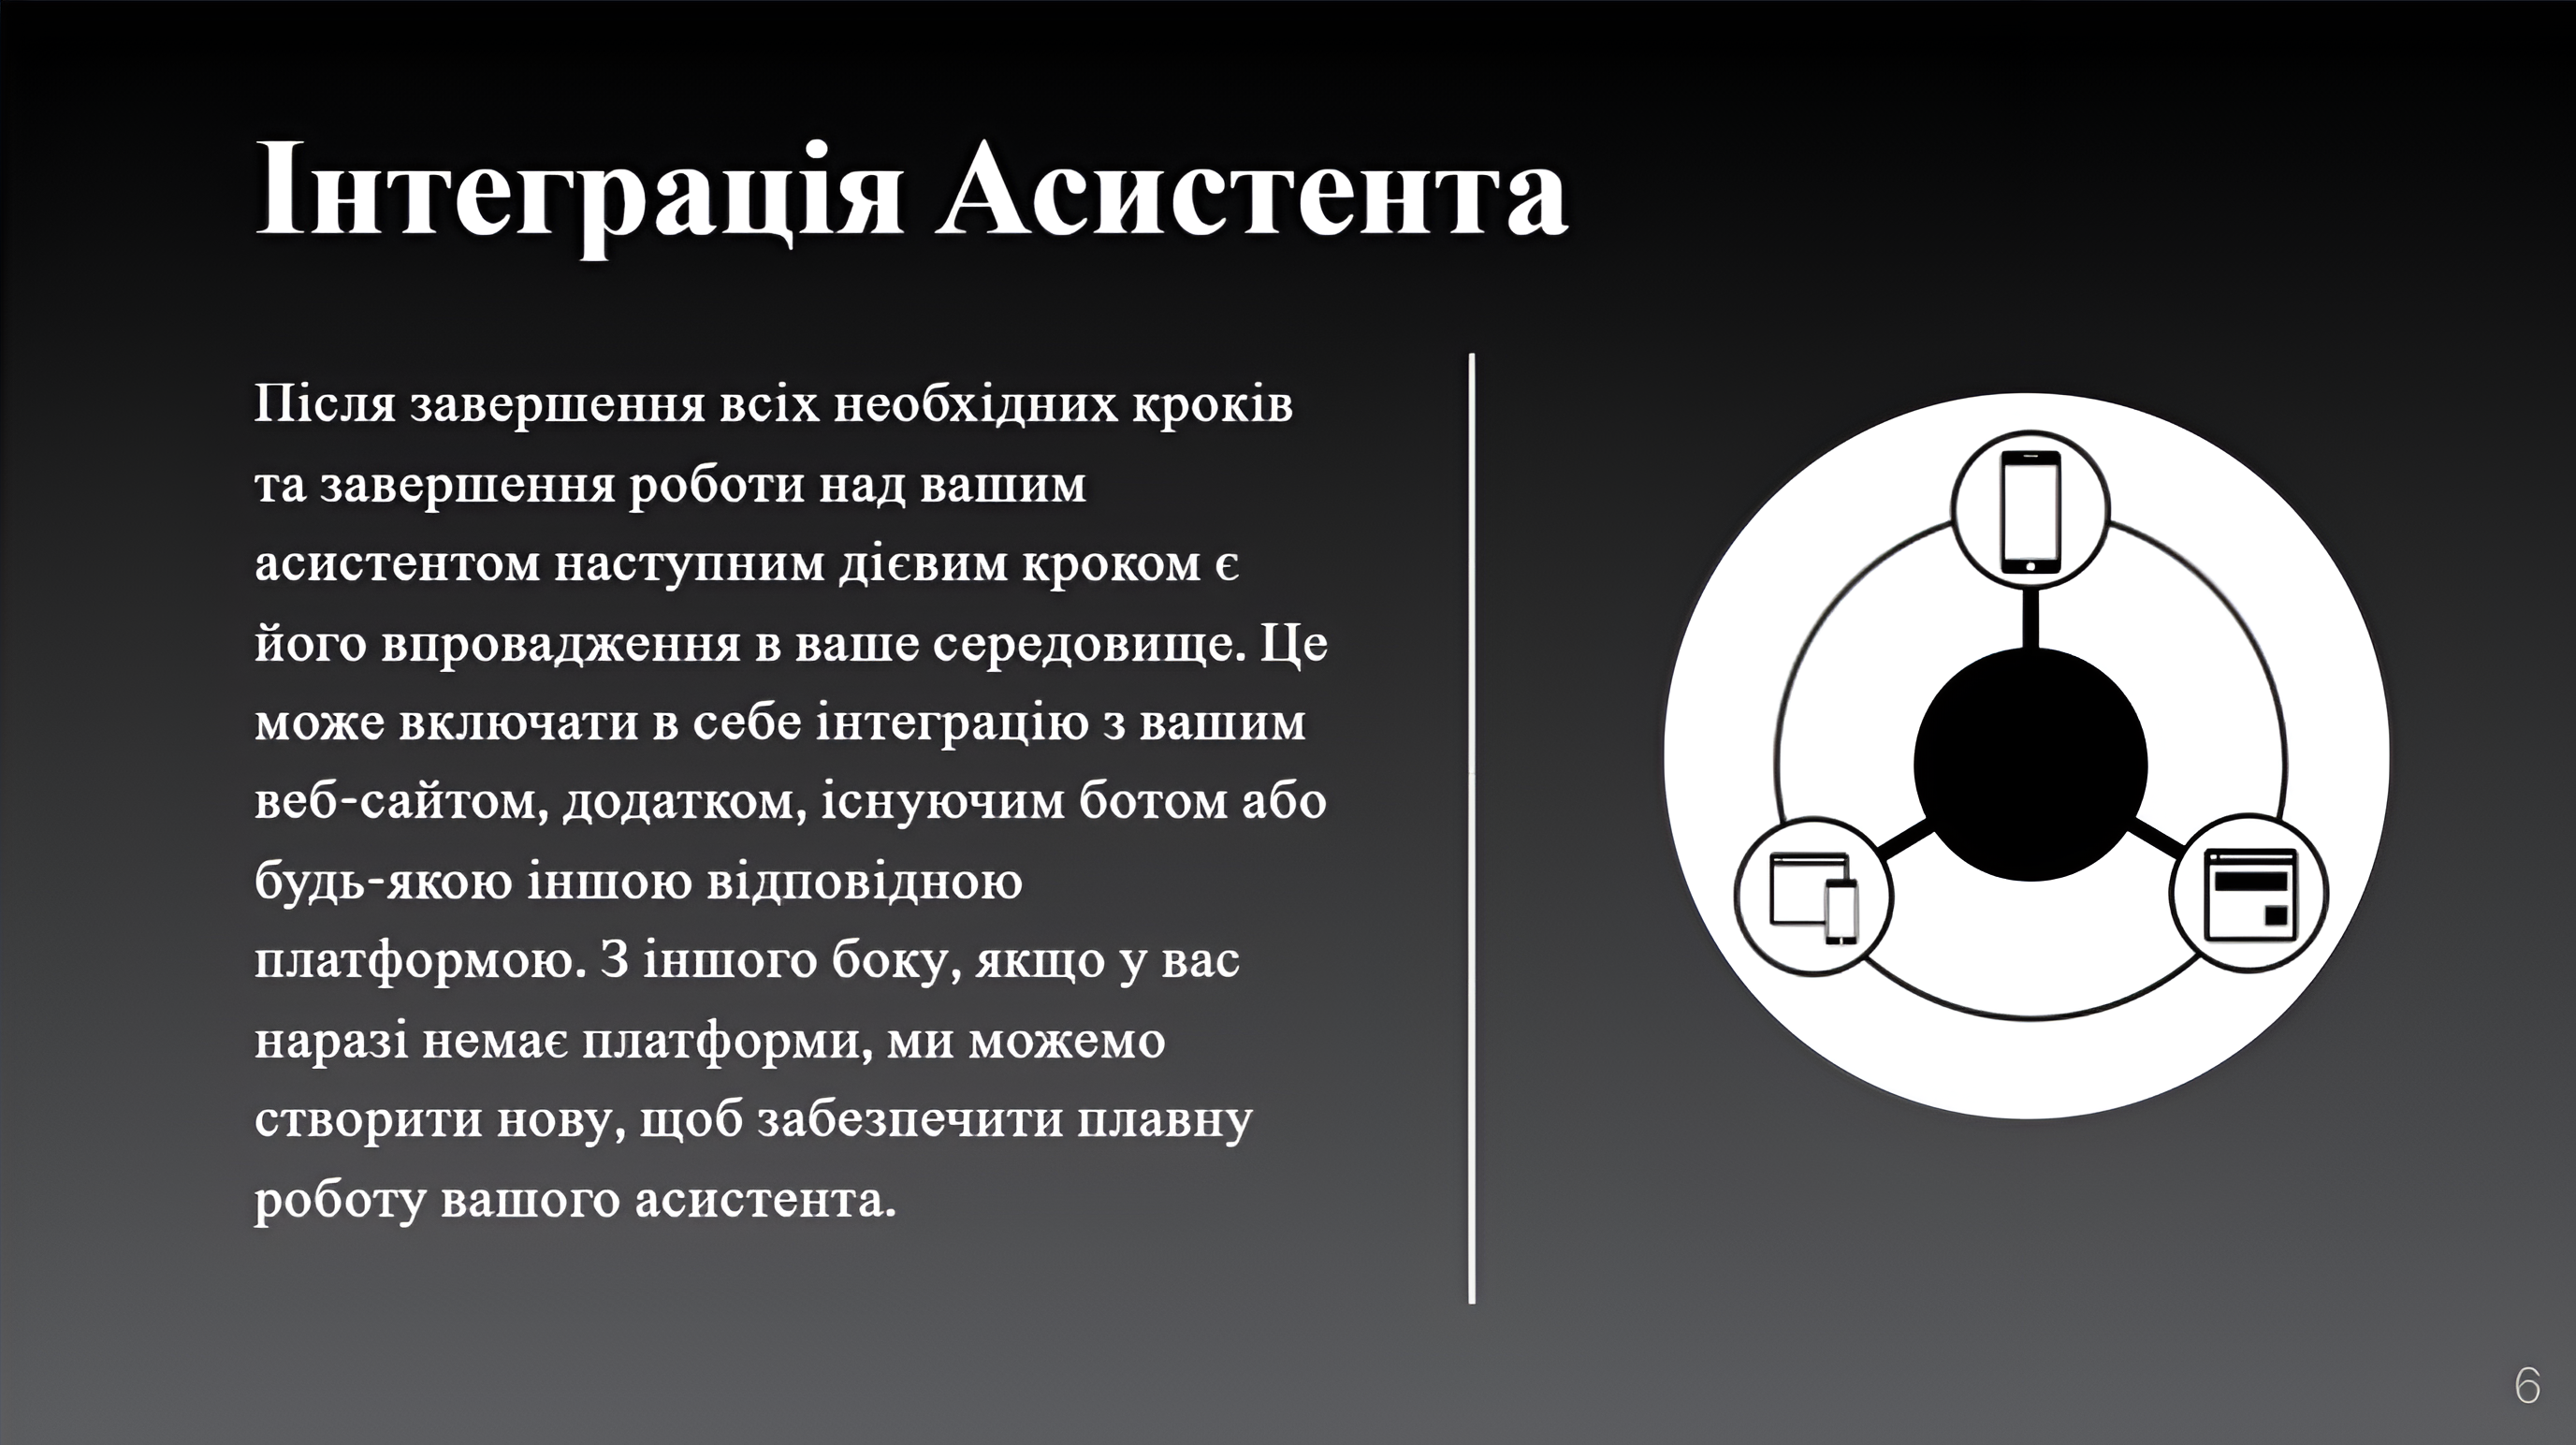 Інтеграція Асистента
Після завершення всіх необхідних кроків
та завершення роботи над вашим
асистентом наступним дієвим кроком є
його впровадження в ваше середовище. Це
може включати в себе інтеграцію з вашим
веб-сайтом, додатком, існуючим ботом або
будь-якою іншою відповідною
платформою. З іншого боку, якщо у вас
наразі немає платформи, ми можемо
створити нову, щоб забезпечити плавну
роботу вашого асистента.
6